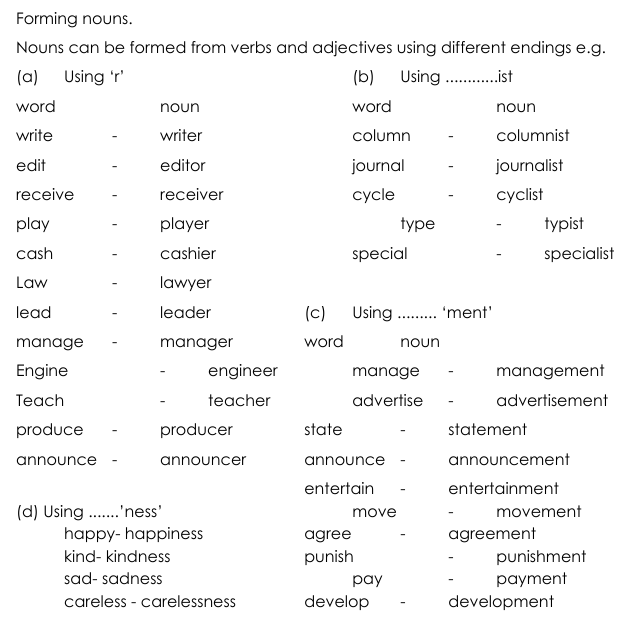 Forming nouns.
Nouns can be formed from verbs and adjectives using different endings e.g.
(a) Using ‘r’ (b) Using ............ist
word noun word noun
write - writer column - columnist
edit - editor journal - journalist
receive - receiver cycle - cyclist
play - player type - typist
cash - cashier special - specialist
Law - lawyer
lead - leader (c) Using ......... ‘ment’
manage - manager word noun
Engine - engineer manage - management
Teach - teacher advertise - advertisement
produce - producer state - statement
announce - announcer announce - announcement
entertain - entertainment
(d) Using .......’ness’ move - movement
happy- happiness agree - agreement
kind- kindness punish - punishment
sad- sadness pay - payment
careless - carelessness develop - development